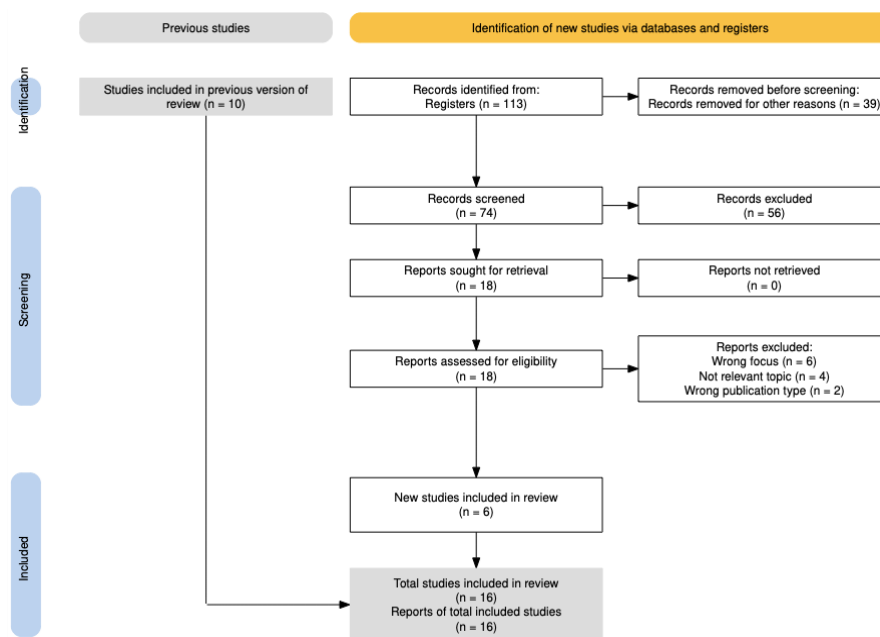 Previous studies
Identification of new studies via databases and registers
Identification
Studies included in previous version of
review (n = 10)
Records identified from:
Registers (n = 113)
Records removed before screening:
Records removed for other reasons (n = 39)
Screening
Records screened
(n = 74)
Records excluded
(n = 56)
Reports sought for retrieval
(n = 18)
Reports not retrieved
(n = 0)
Reports assessed for eligibility
(n = 18)
Reports excluded:
Wrong focus (n = 6)
Not relevant topic (n = 4)
Wrong publication type (n = 2)
Included
New studies included in review
(n = 6)
Total studies included in review
(n = 16)
Reports of total included studies
(n = 16)